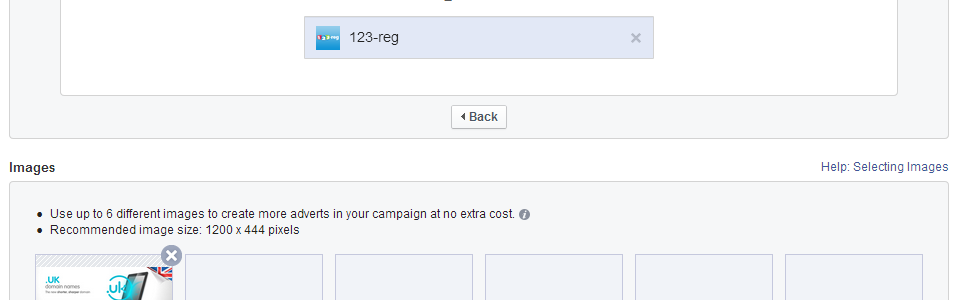 123-reg
Back
Images
Help: Selecting Images
Use up to 6 different images to create more adverts in your campaign at no extra cost.
Recommended image size: 1200 x 444 pixels
.UK
domain names
.uk